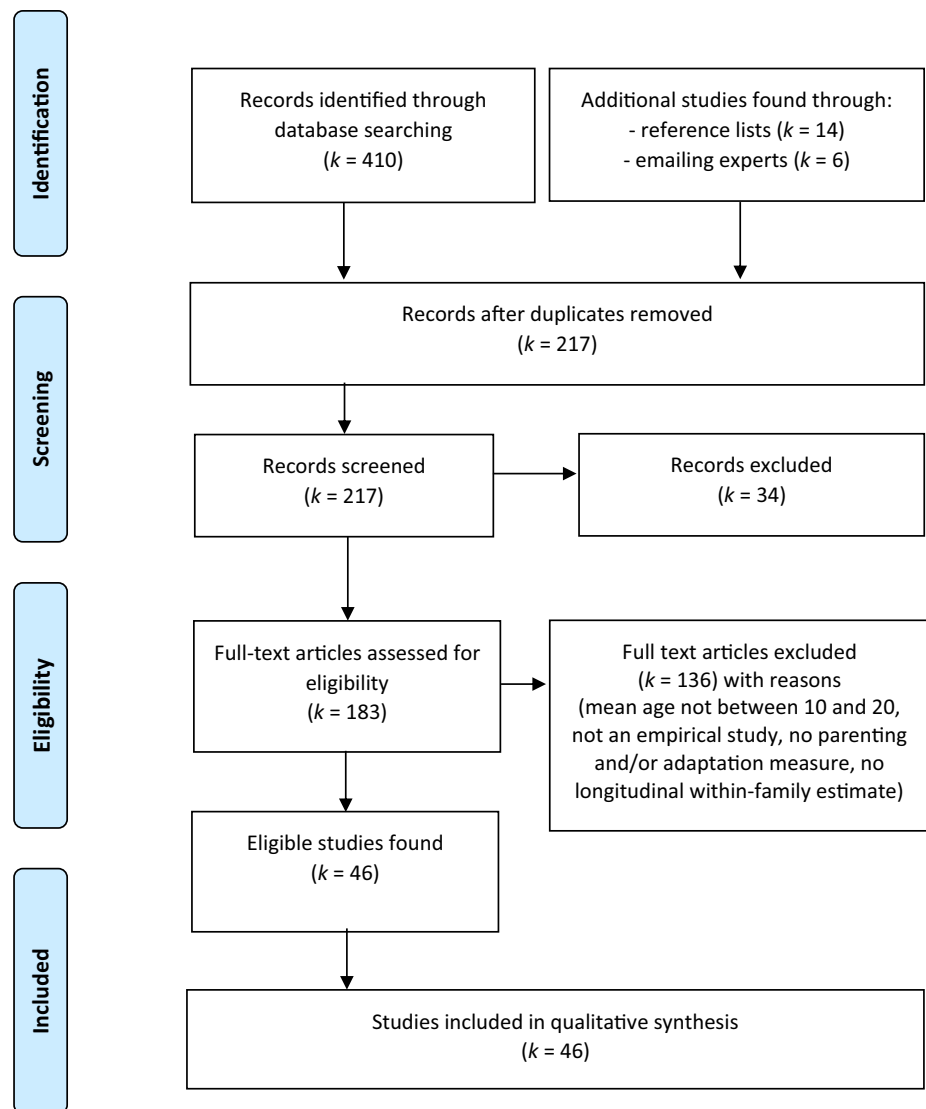 Identification
Records identified through
database searching
(k = 410)
Additional studies found through:
- reference lists (k = 14)
- emailing experts (k = 6)
Screening
Records after duplicates removed
(k = 217)
Records screened
(k = 217)
Records excluded
(k = 34)
Eligibility
Full-text articles assessed for
eligibility
(k = 183)
Full text articles excluded
(k = 136) with reasons
(mean age not between 10 and 20,
not an empirical study, no parenting
and/or adaptation measure, no
longitudinal within-family estimate)
Eligible studies found
(k = 46)
Included
Studies included in qualitative synthesis
(k = 46)